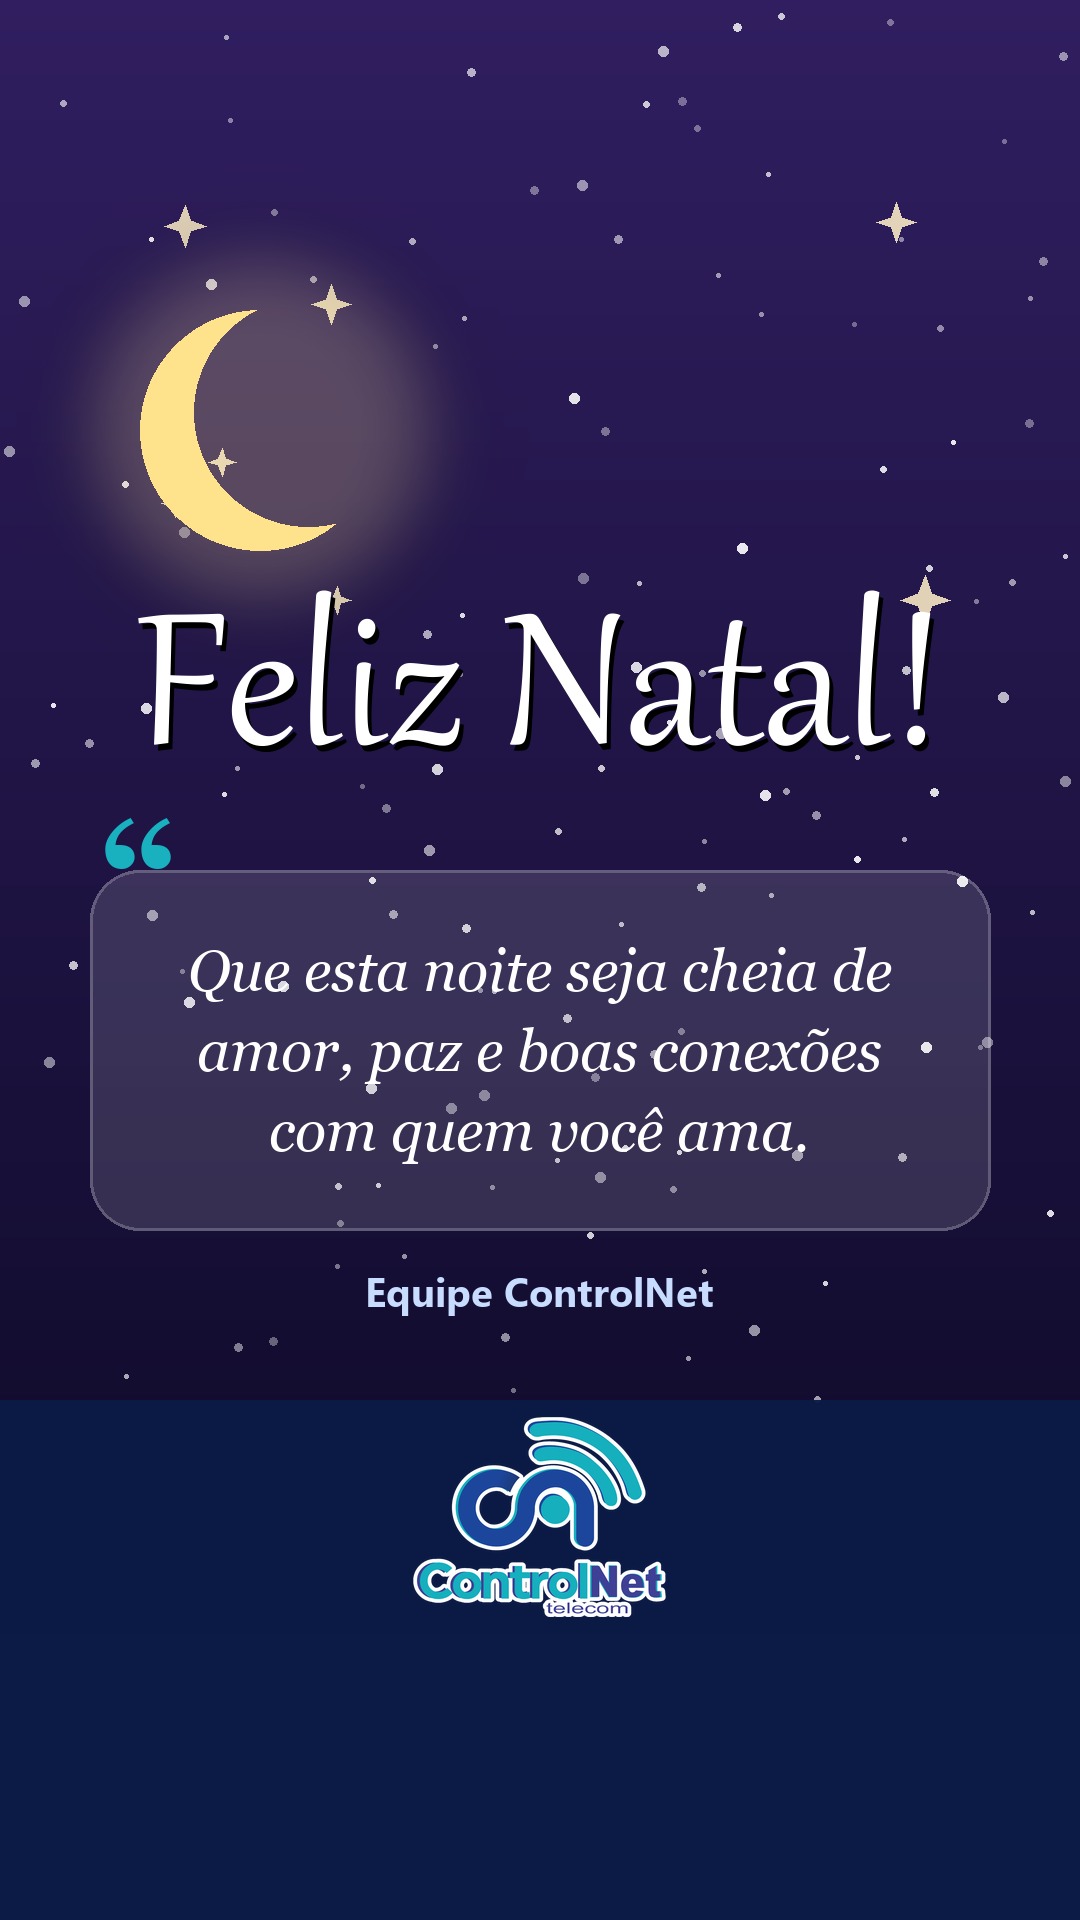 Feliz Natal!
“
Que esta noite seja cheia de
amor, paz e boas conexões
com quem você ama.
Equipe ControlNet
ControlNet
telecom